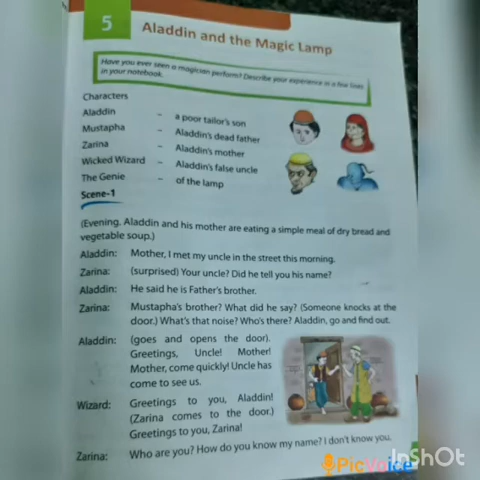 5
Aladdin and the Magic Lamp
Have you ever seen a magician perform? Describe your experience in a few lines
in your notebook.
Characters
Aladdin – a poor tailor's son
Mustapha – Aladdin's dead father
Zarina – Aladdin's mother
Wicked Wizard – Aladdin's false uncle
The Genie – of the lamp
Scene-1
(Evening. Aladdin and his mother are eating a simple meal of dry bread and
vegetable soup.)
Aladdin: Mother, I met my uncle in the street this morning.
Zarina: (surprised) Your uncle? Did he tell you his name?
Aladdin: He said he is Father's brother.
Zarina: Mustapha's brother? What did he say? (Someone knocks at the
door.) What's that noise? Who's there? Aladdin, go and find out.
Aladdin: (goes and opens the door).
Greetings, Uncle! Mother!
Mother, come quickly! Uncle has
come to see us.
Wizard: Greetings to you, Aladdin!
(Zarina comes to the door.)
Greetings to you, Zarina!
Zarina: Who are you? How do you know my name? I don't know you.
InShOt
PicVoice